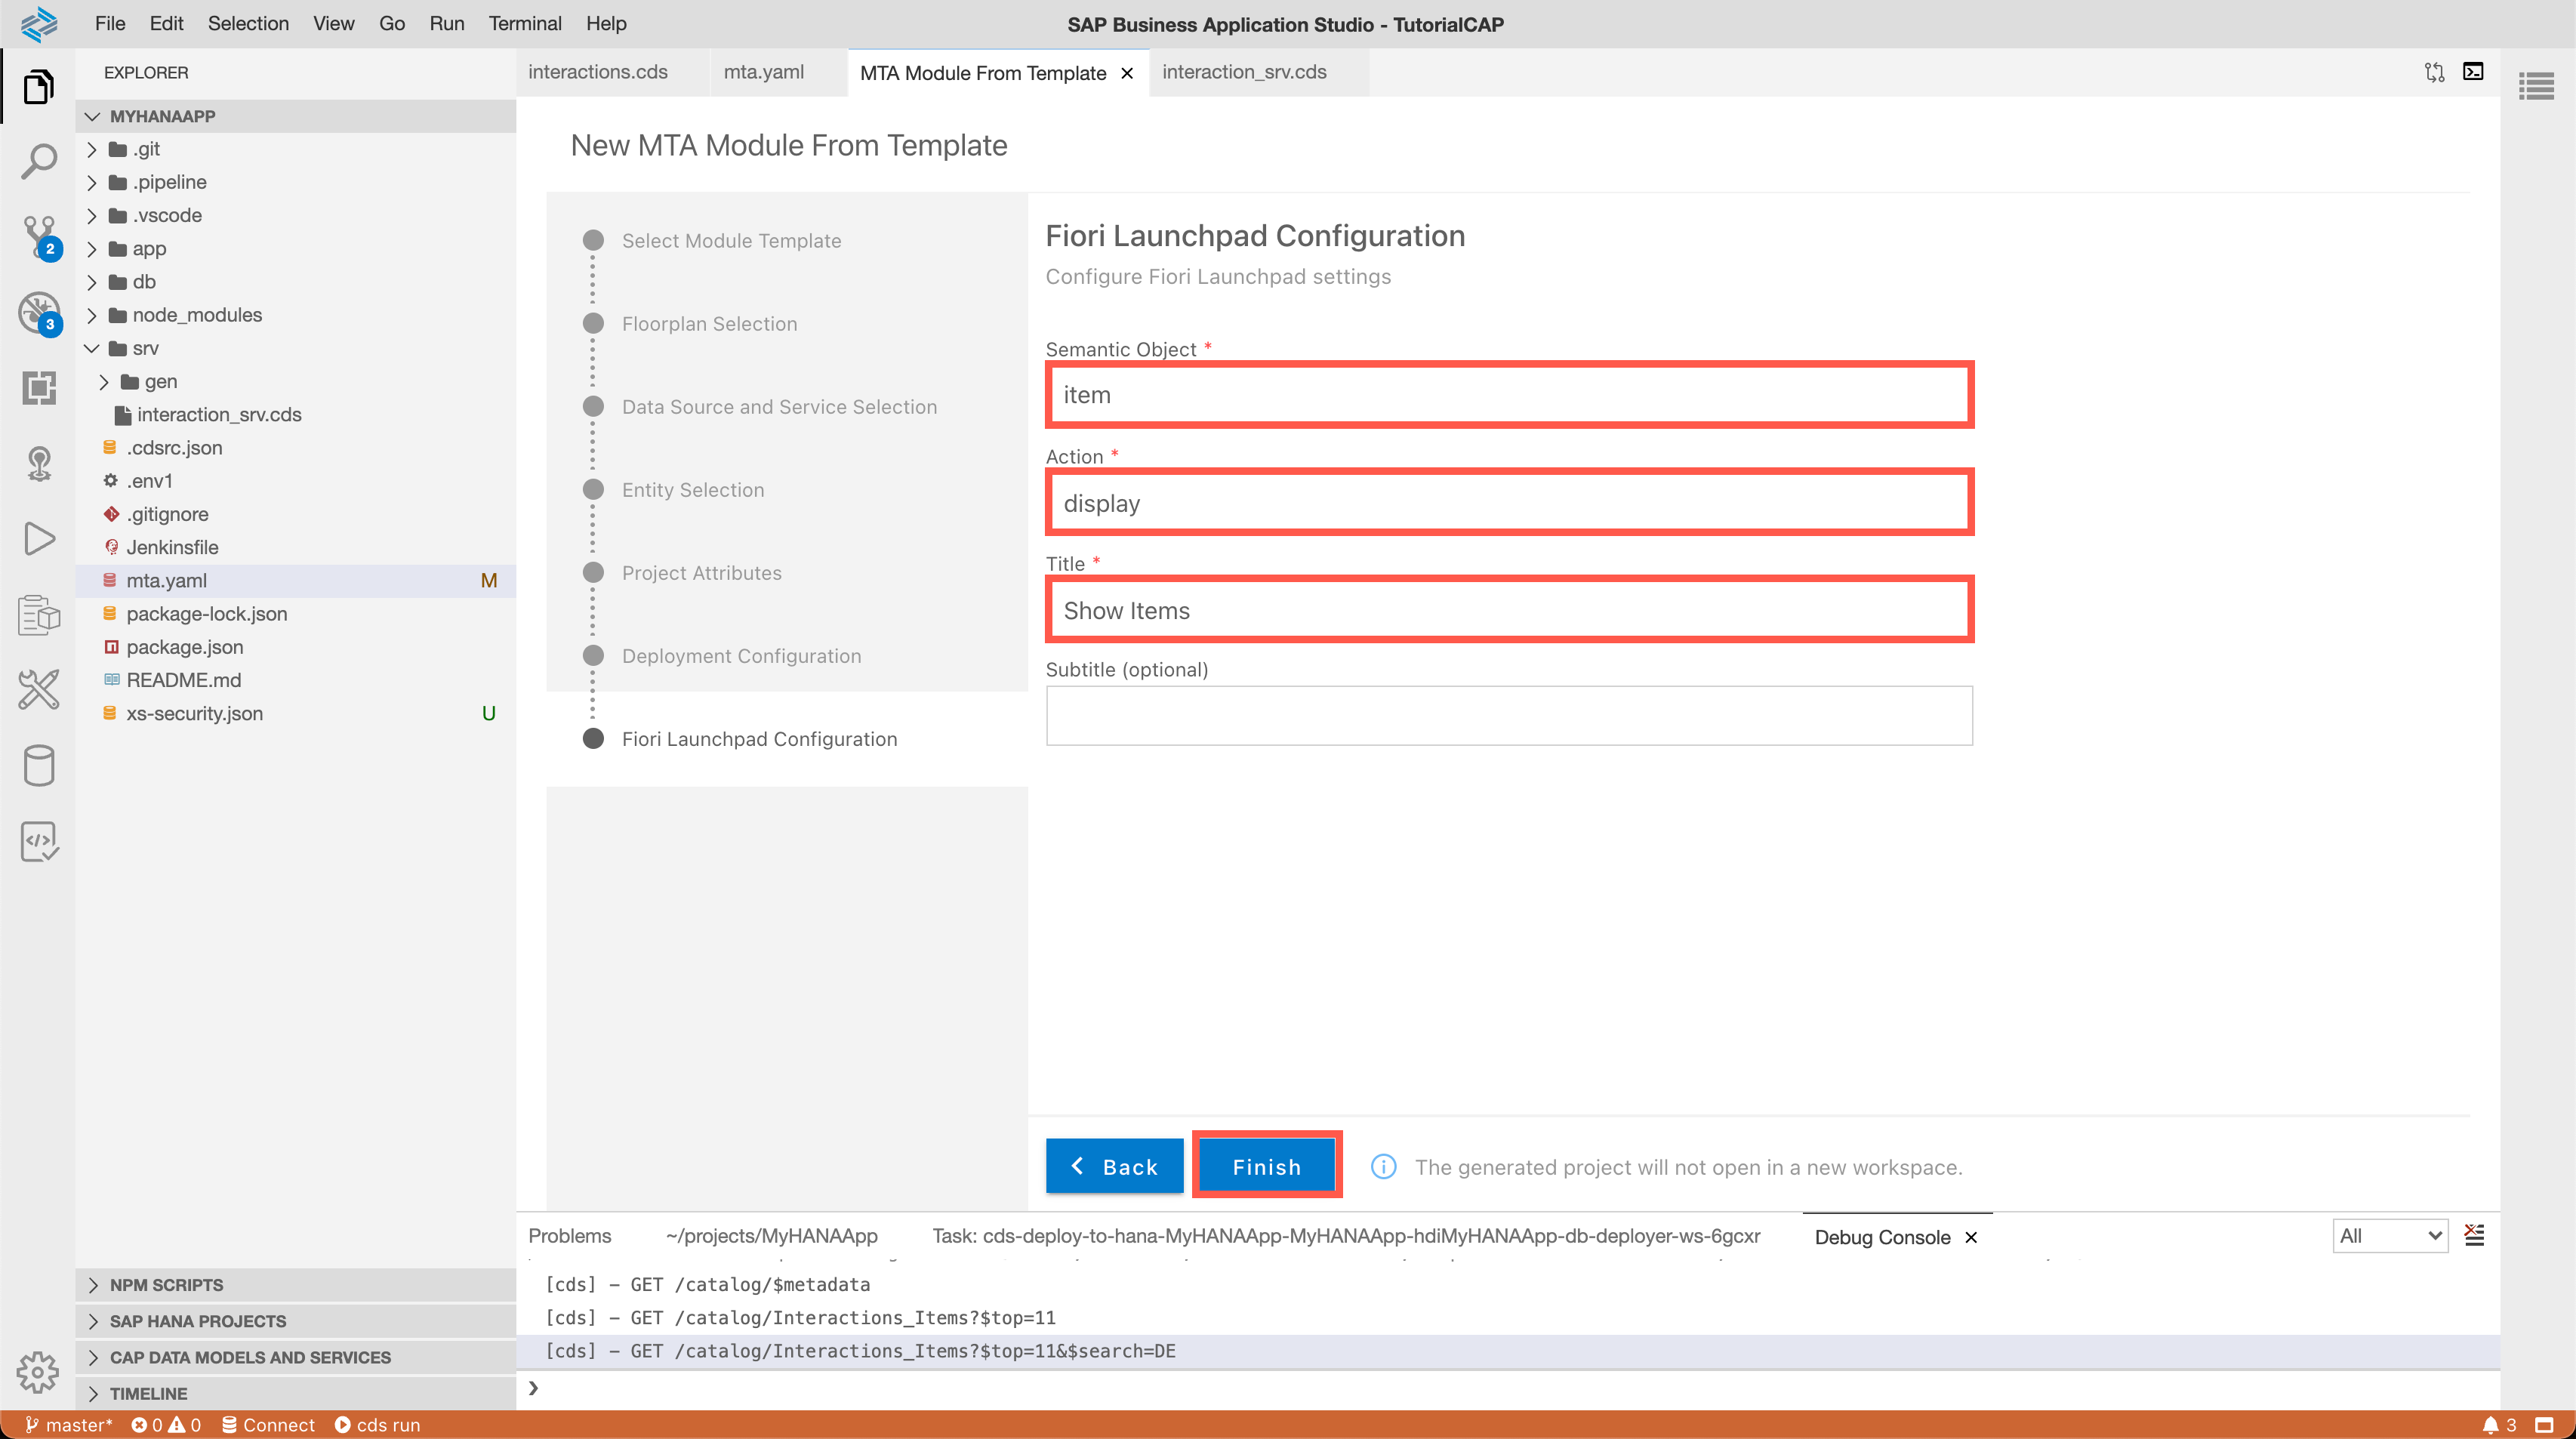 File Edit Selection View Go Run Terminal Help
SAP Business Application Studio - TutorialCAP
EXPLORER
MYHANAAPP
.git
.pipeline
.vscode
app
db
node_modules
srv
gen
interaction_srv.cds
.cdsrc.json
.env1
.gitignore
Jenkinsfile
mta.yaml M
package-lock.json
package.json
README.md
xs-security.json U
NPM SCRIPTS
SAP HANA PROJECTS
CAP DATA MODELS AND SERVICES
TIMELINE
2
3
interactions.cds mta.yaml MTA Module From Template interaction_srv.cds
New MTA Module From Template
Select Module Template
Floorplan Selection
Data Source and Service Selection
Entity Selection
Project Attributes
Deployment Configuration
Fiori Launchpad Configuration
Fiori Launchpad Configuration
Configure Fiori Launchpad settings
Semantic Object *
item
Action *
display
Title *
Show Items
Subtitle (optional)
Back Finish The generated project will not open in a new workspace.
Problems ~/projects/MyHANAApp Task: cds-deploy-to-hana-MyHANAApp-MyHANAApp-hdiMyHANAApp-db-deployer-ws-6gcxr Debug Console All
[cds] - GET /catalog/$metadata
[cds] - GET /catalog/Interactions_Items?$top=11
[cds] - GET /catalog/Interactions_Items?$top=11&$search=DE
master* 0 0 Connect cds run 3